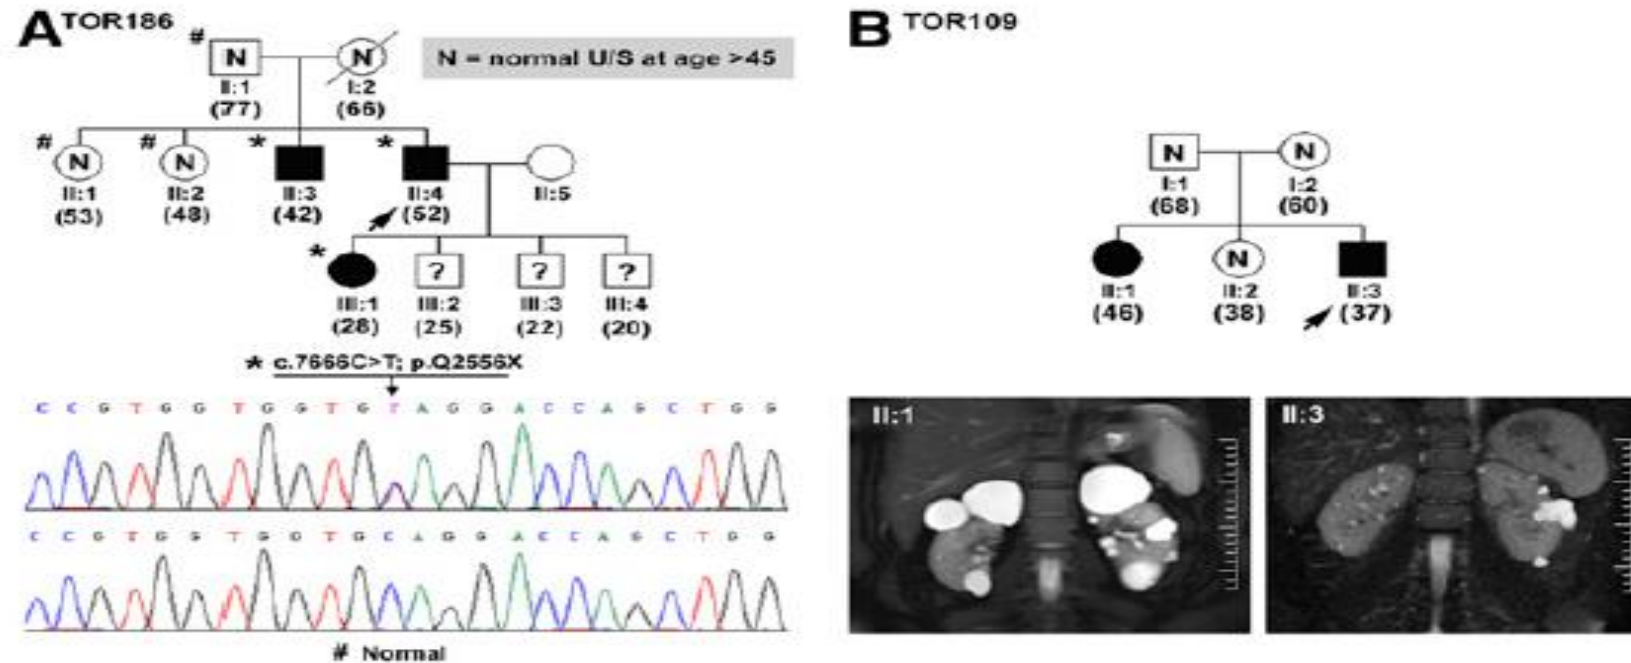 A TOR186
# N N N = normal U/S at age >45
II:1 I:2
(77) (66)
# # * *
N N
II:1 II:2 II:3 II:4 II:5
(53) (48) (42) (52)
*
? ? ?
III:1 III:2 III:3 III:4
(28) (25) (22) (20)
* c.7666C>T; p.Q2556X
C C G T G G T G G T G T A G G A C C A G C T G G
C C G T G G T G G T G C A G G A C C A G C T G G
# Normal
B TOR109
N N
I:1 I:2
(68) (60)
N
II:1 II:2 II:3
(46) (38) (37)
II:1 II:3